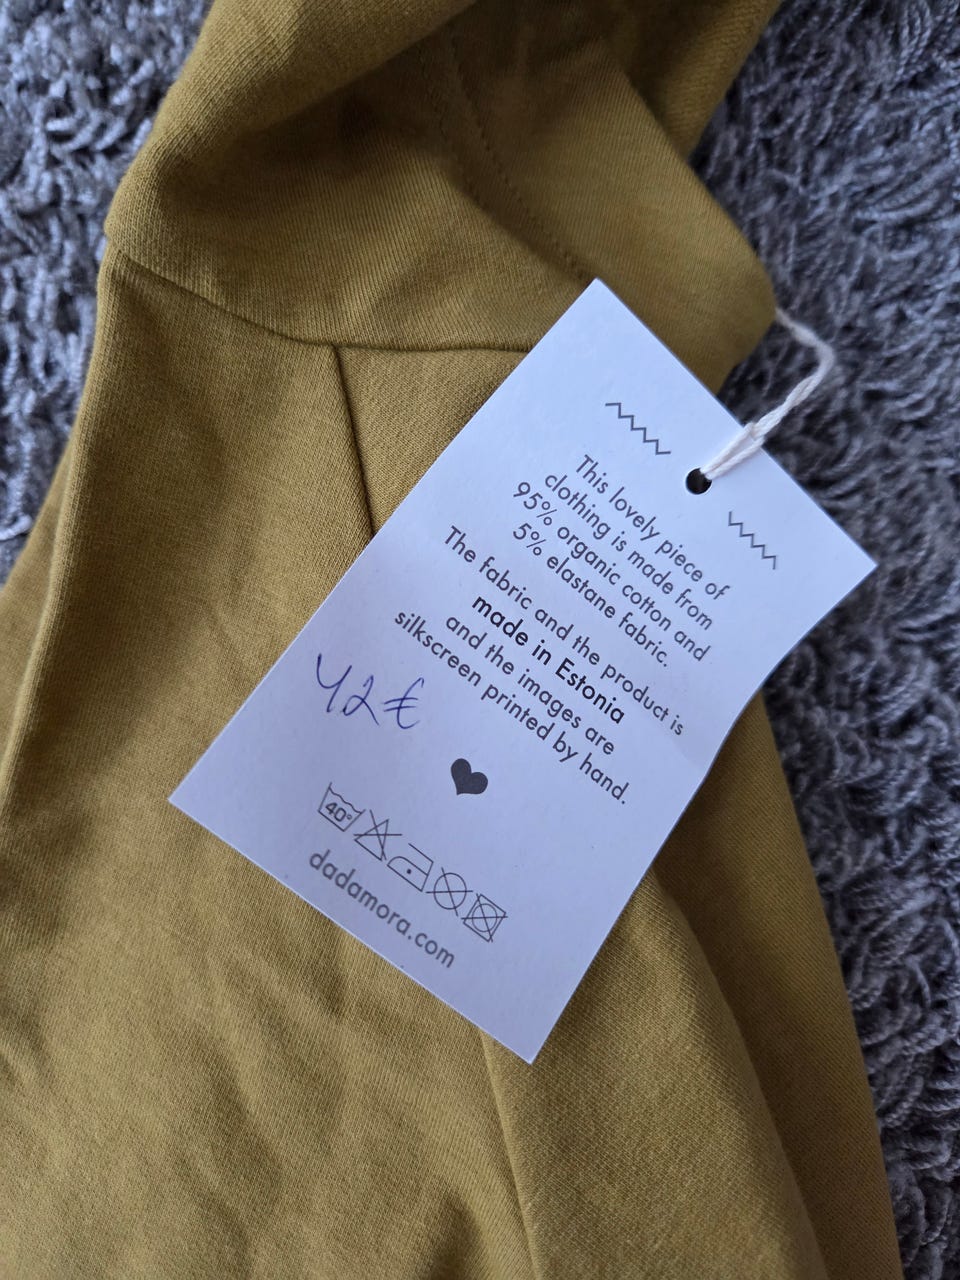 This lovely piece of
clothing is made from
95% organic cotton and
5% elastane fabric.
The fabric and the product is
made in Estonia
and the images are
silkscreen printed by hand.
42€
40°
dadamora.com